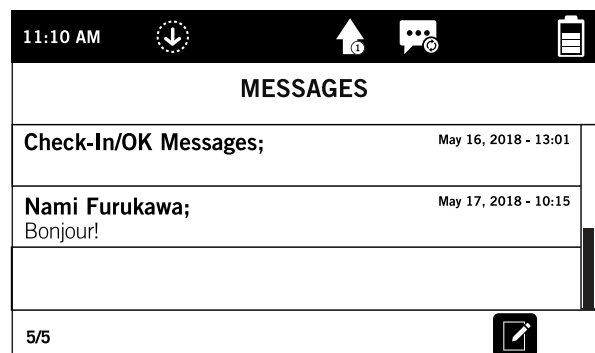 11:10 AM
1
MESSAGES
Check-In/OK Messages;
May 16, 2018 - 13:01
Nami Furukawa;
May 17, 2018 - 10:15
Bonjour!
5/5